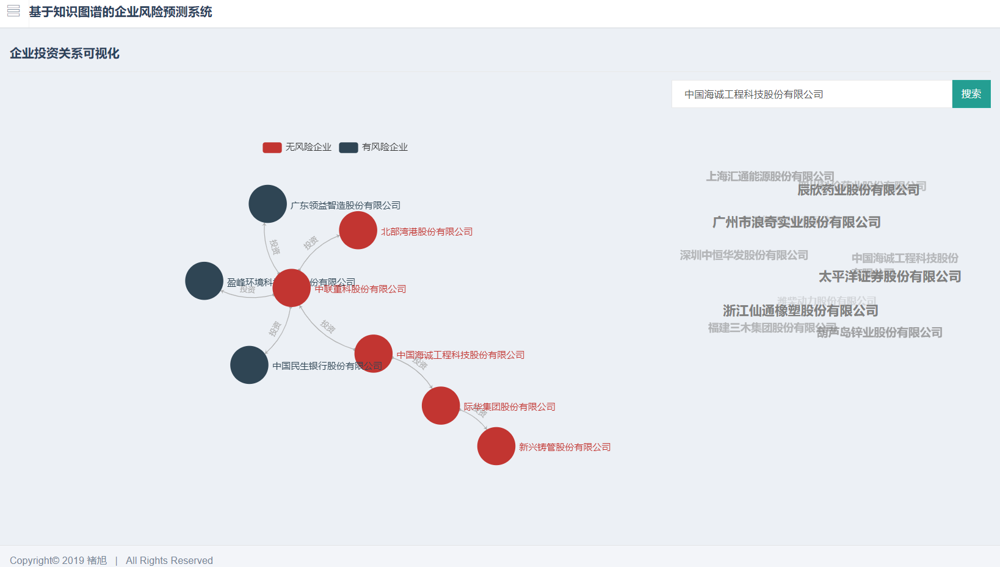 基于知识图谱的企业风险预测系统
企业投资关系可视化
中国海诚工程科技股份有限公司
搜索
无风险企业
有风险企业
广东领益智造股份有限公司
北部湾港股份有限公司
投资
投资
盈峰环境科
份有限公司
投资
中联重科股份有限公司
投资
投资
中国海诚工程科技股份有限公司
投资
中国民生银行股份有限公司
际华集团股份有限公司
投资
新兴铸管股份有限公司
上海汇通能源股份有限公司
药业股份有限公司
辰欣药业股份有限公司
广州市浪奇实业股份有限公司
深圳中恒华发股份有限公司
中国海诚工程科技股份
有限公司
太平洋证券股份有限公司
潍柴动力股份有限公司
浙江仙通橡塑股份有限公司
福建三木集团股份有限公司
葫芦岛锌业股份有限公司
Copyright© 2019 褚旭 | All Rights Reserved